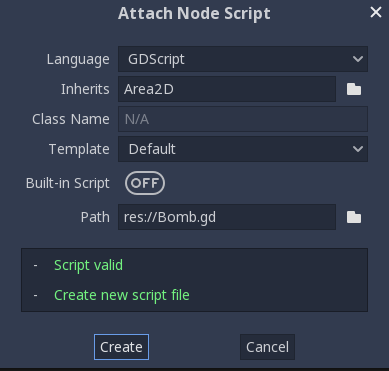 Attach Node Script
Language GDScript
Inherits Area2D
Class Name N/A
Template Default
Built-in Script OFF
Path res://Bomb.gd
- Script valid
- Create new script file
Create Cancel